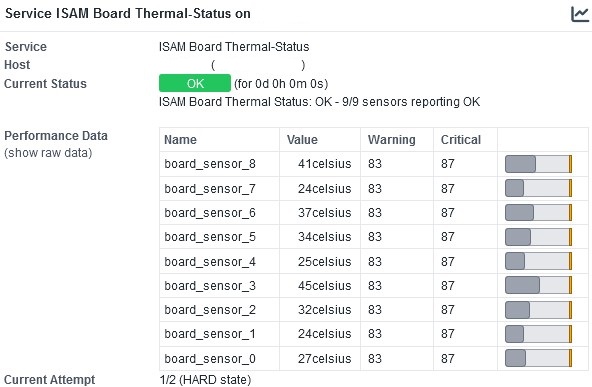 Service ISAM Board Thermal-Status on
Service ISAM Board Thermal-Status
Host ( )
Current Status OK (for 0d 0h 0m 0s)
ISAM Board Thermal Status: OK - 9/9 sensors reporting OK
Performance Data
(show raw data)
Name Value Warning Critical
board_sensor_8 41celsius 83 87
board_sensor_7 24celsius 83 87
board_sensor_6 37celsius 83 87
board_sensor_5 34celsius 83 87
board_sensor_4 25celsius 83 87
board_sensor_3 45celsius 83 87
board_sensor_2 32celsius 83 87
board_sensor_1 24celsius 83 87
board_sensor_0 27celsius 83 87
Current Attempt 1/2 (HARD state)